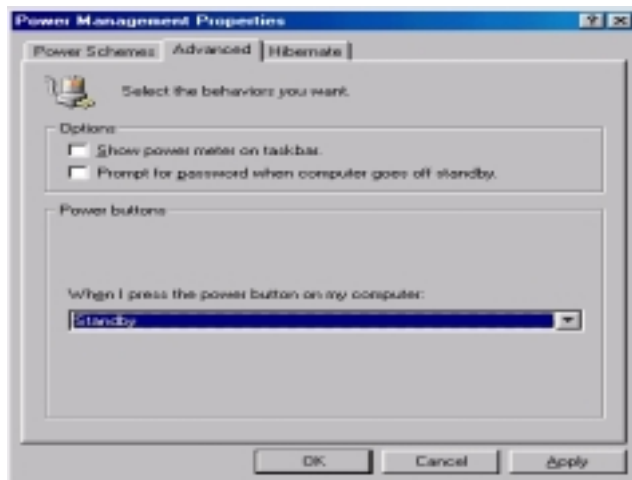 Power Management Properties
Power Schemes Advanced Hibernate
Select the behaviors you want.
Options
Show power meter on taskbar.
Prompt for password when computer goes off standby.
Power buttons
When I press the power button on my computer:
Standby
OK Cancel Apply